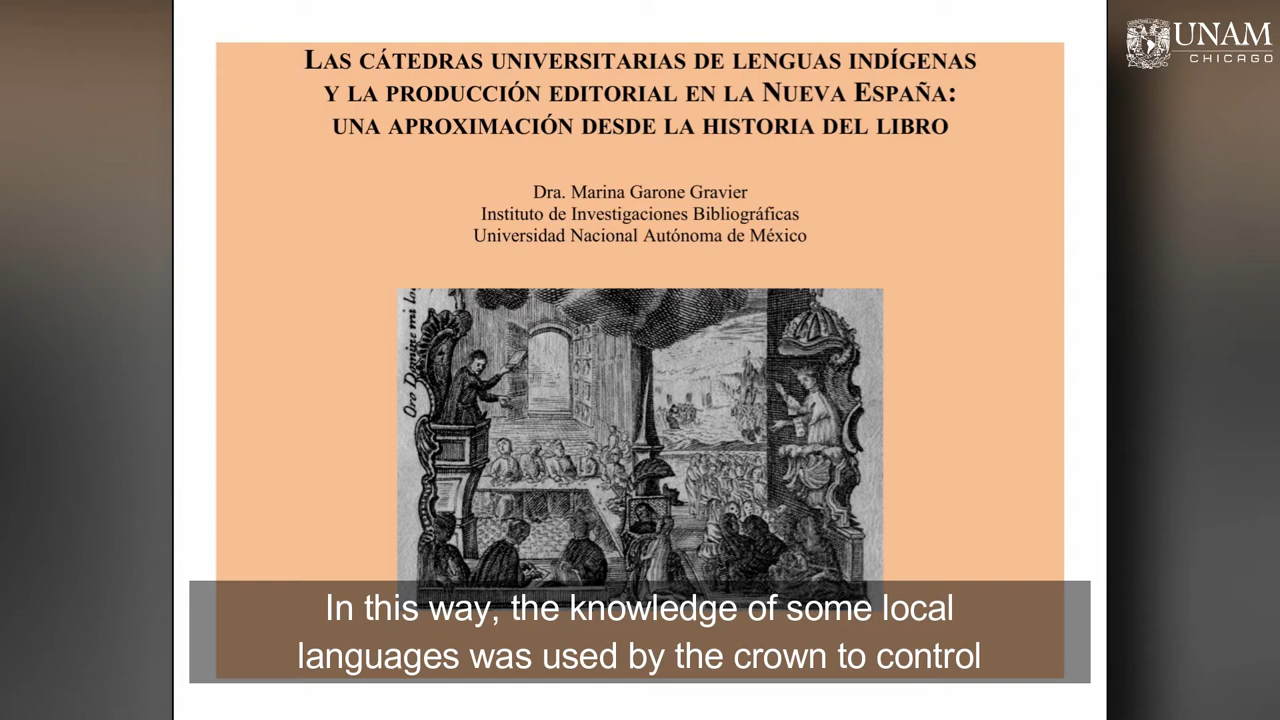 UNAM
CHICAGO
LAS CÁTEDRAS UNIVERSITARIAS DE LENGUAS INDÍGENAS
Y LA PRODUCCIÓN EDITORIAL EN LA NUEVA ESPAÑA:
UNA APROXIMACIÓN DESDE LA HISTORIA DEL LIBRO
Dra. Marina Garone Gravier
Instituto de Investigaciones Bibliográficas
Universidad Nacional Autónoma de México
Oro Domine mi
In this way, the knowledge of some local
languages was used by the crown to control